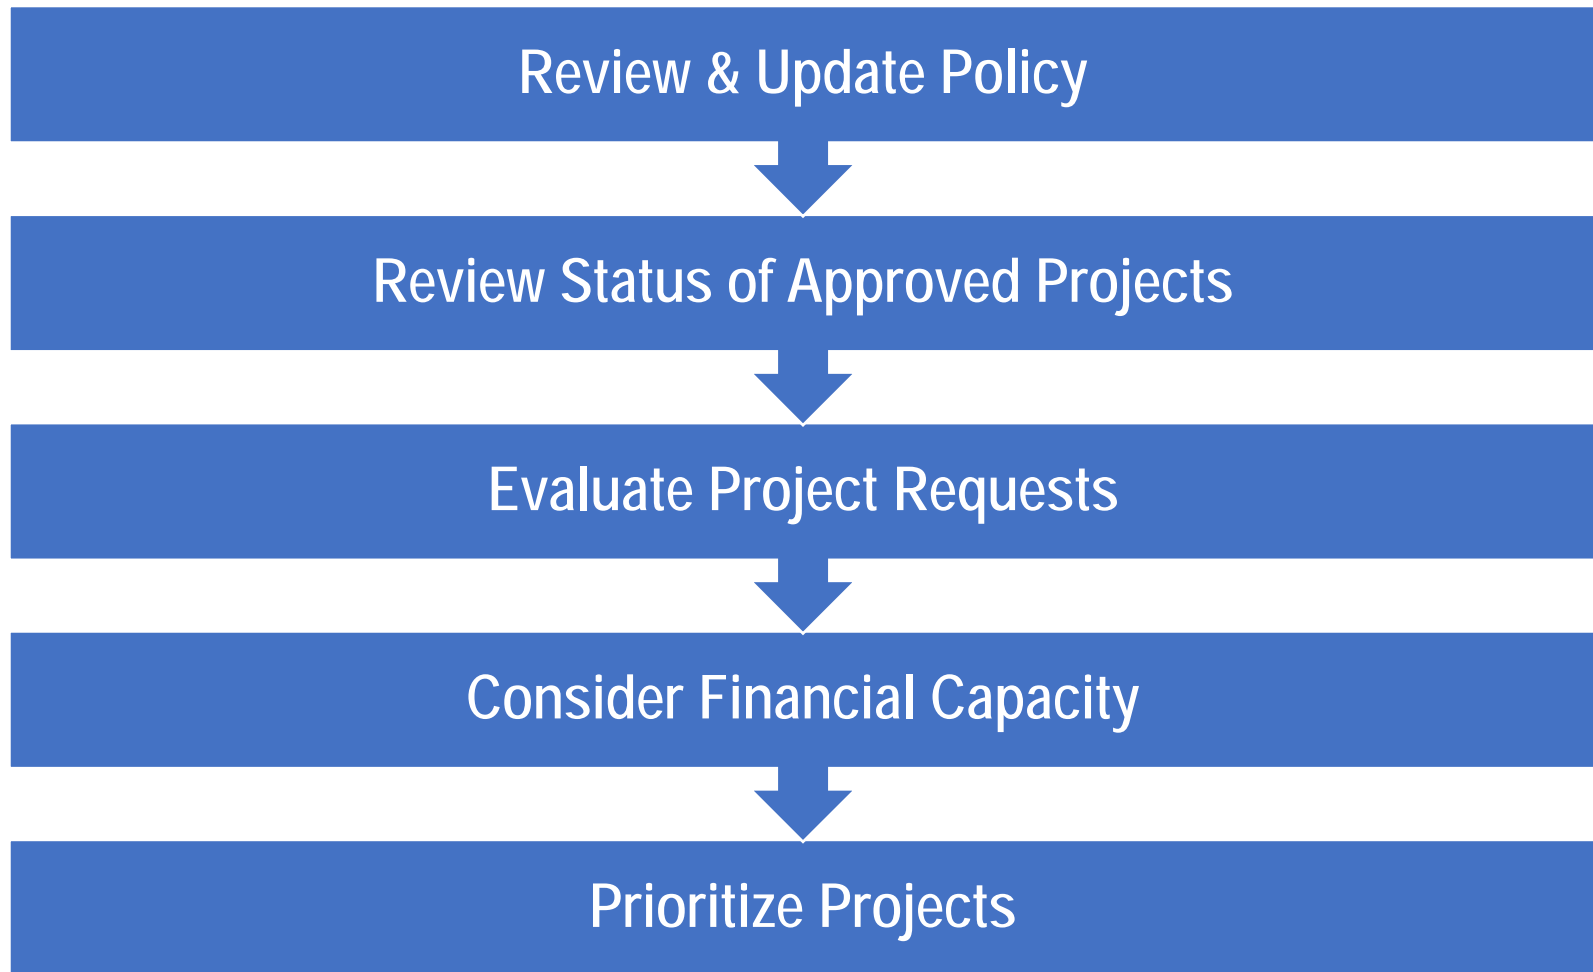 Review & Update Policy
Review Status of Approved Projects
Evaluate Project Requests
Consider Financial Capacity
Prioritize Projects